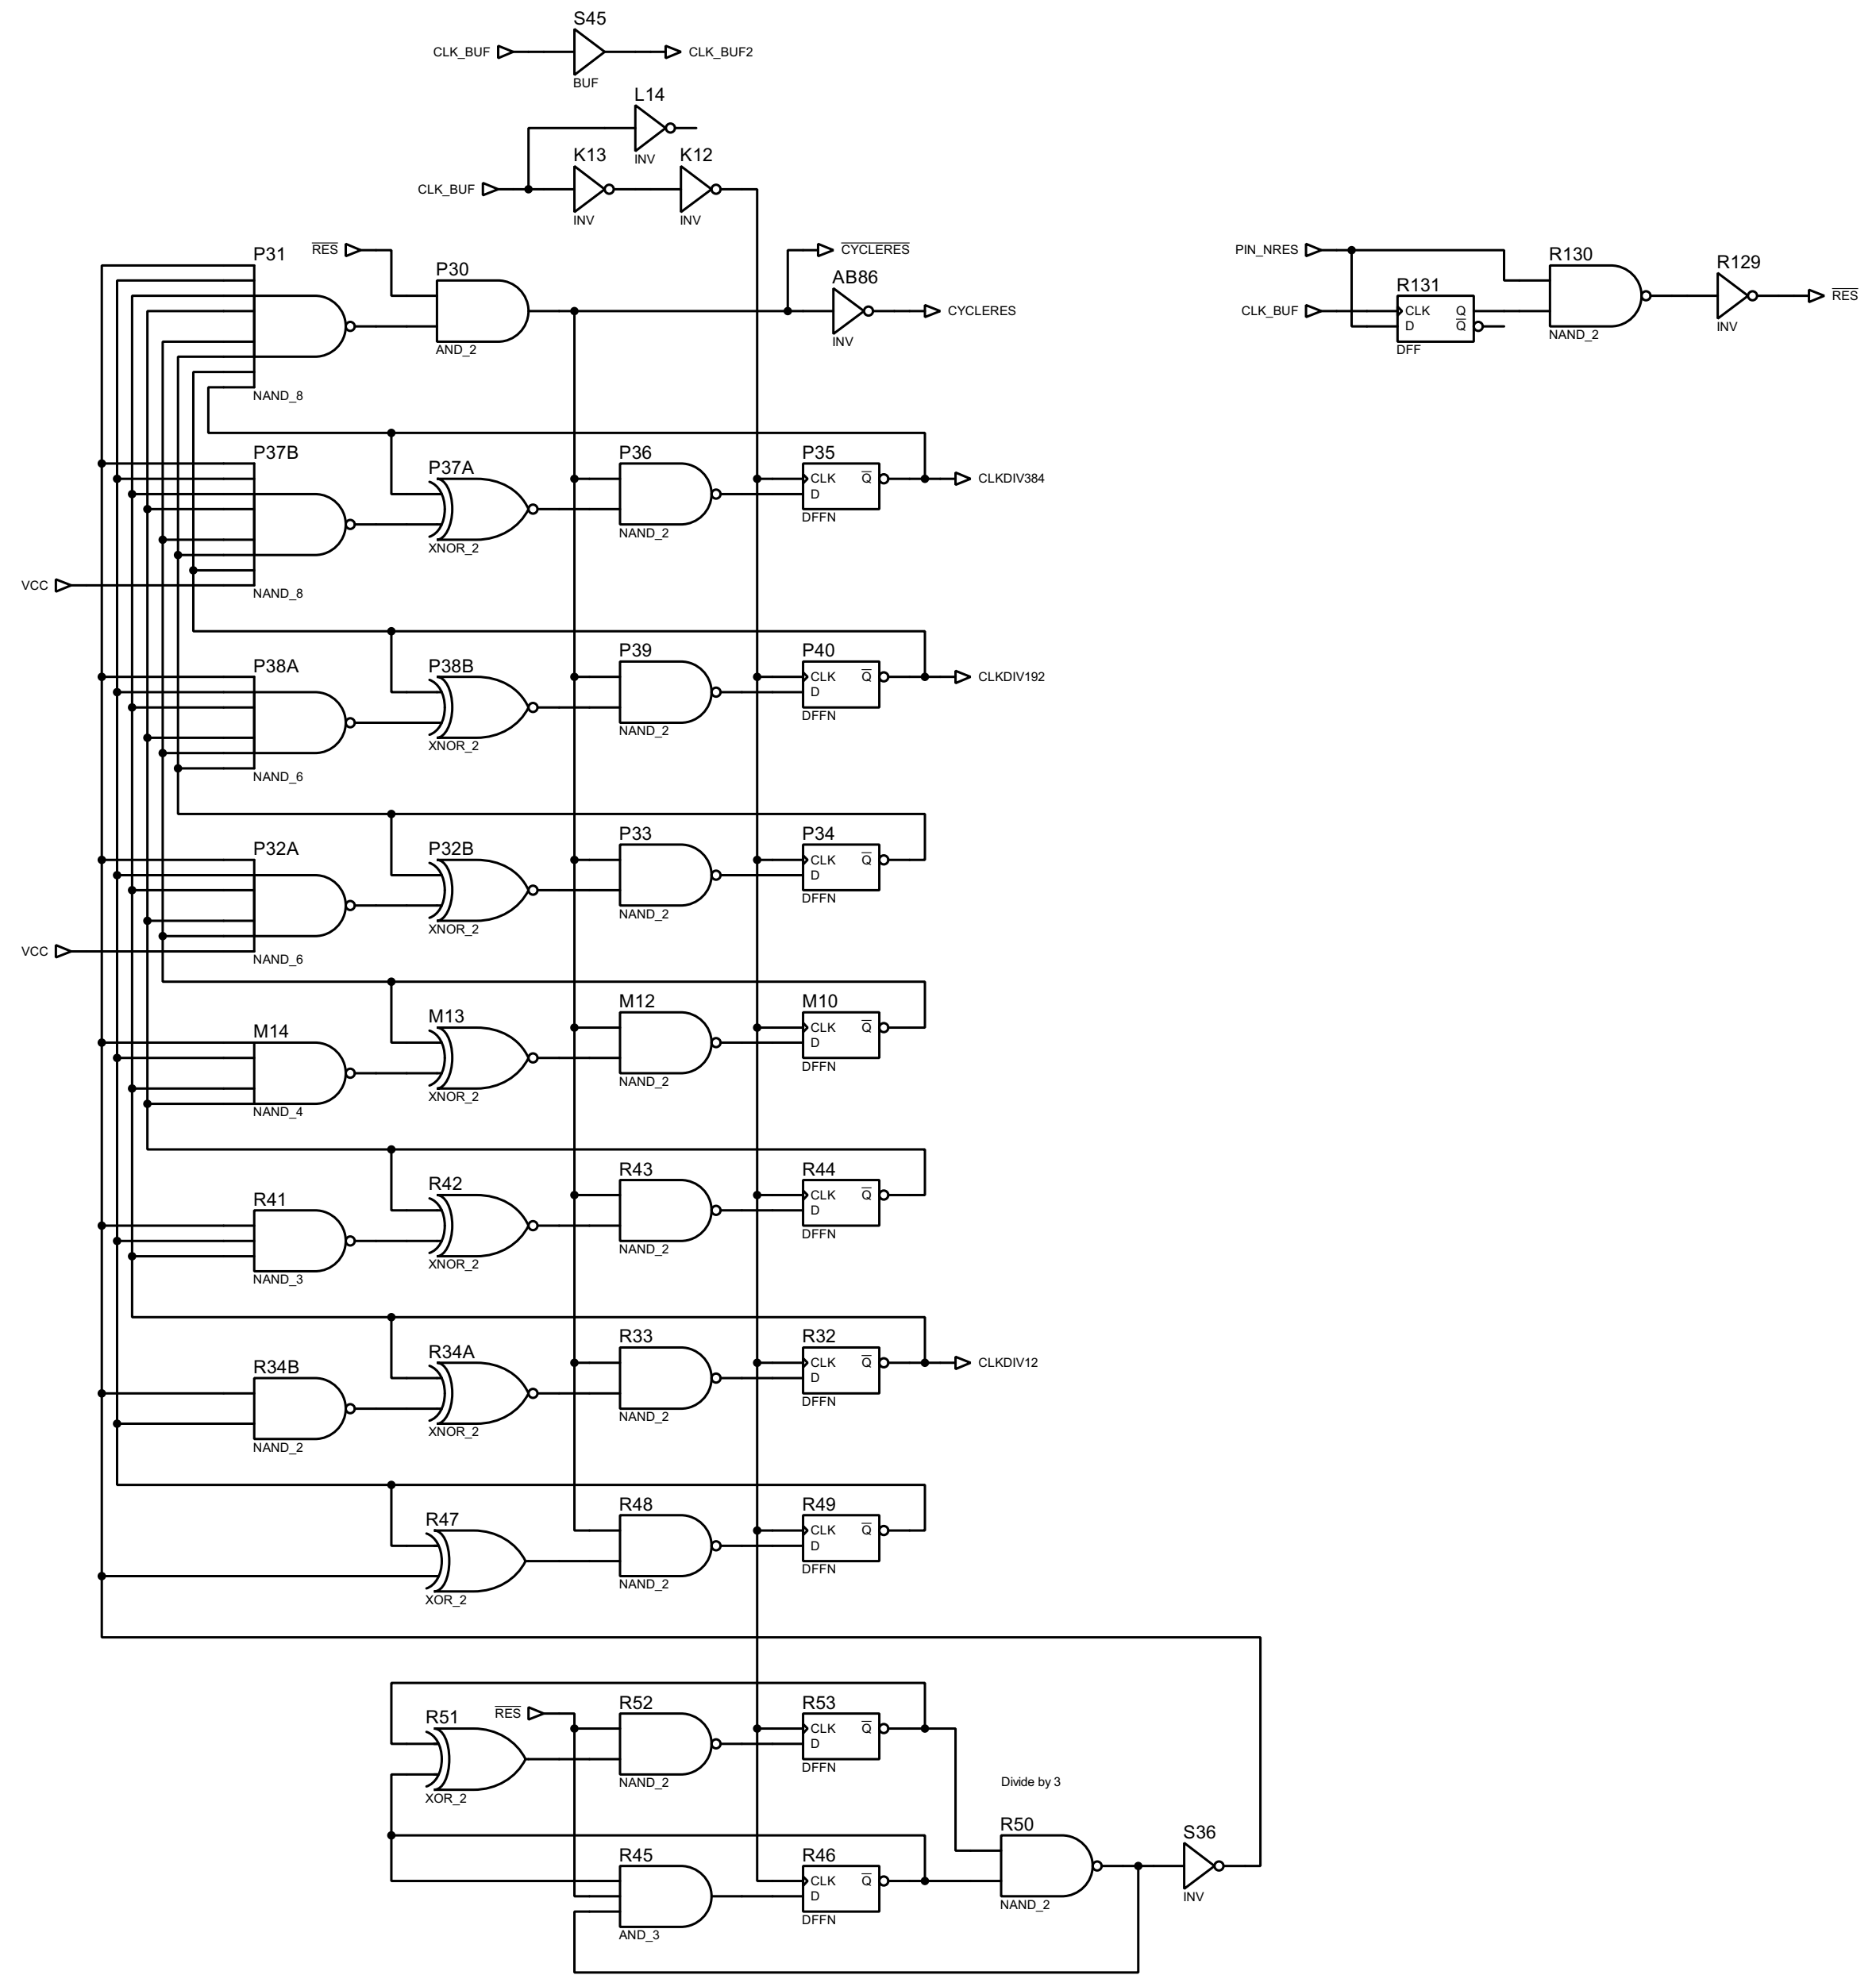 S45
CLK_BUF
CLK_BUF2
BUF
L14
INV
K13
K12
CLK_BUF
INV
INV
P31
RES
P30
CYCLERES
AB86
CYCLERES
INV
AND_2
NAND_8
PIN_NRES
R130
R131
R129
CLK_BUF
CLK Q
D Q
DFF
NAND_2
INV
RES
P37B
P37A
P36
P35
CLK Q
D
CLKDIV384
DFFN
NAND_2
XNOR_2
VCC
NAND_8
P38A
P38B
P39
P40
CLK Q
D
CLKDIV192
DFFN
NAND_2
XNOR_2
NAND_6
P32A
P32B
P33
P34
CLK Q
D
DFFN
NAND_2
XNOR_2
VCC
NAND_6
M14
M13
M12
M10
CLK Q
D
DFFN
NAND_2
XNOR_2
NAND_4
R41
R42
R43
R44
CLK Q
D
DFFN
NAND_2
XNOR_2
NAND_3
R34B
R34A
R33
R32
CLK Q
D
CLKDIV12
DFFN
NAND_2
XNOR_2
NAND_2
R47
R48
R49
CLK Q
D
DFFN
NAND_2
XOR_2
R51
RES
R52
R53
CLK Q
D
DFFN
NAND_2
XOR_2
Divide by 3
R45
R46
R50
S36
CLK Q
D
DFFN
AND_3
NAND_2
INV